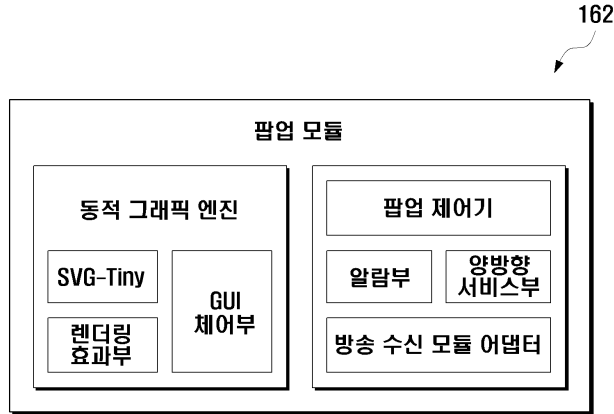 162
팝업 모듈
동적 그래픽 엔진
SVG-Tiny
렌더링
효과부
GUI
체어부
팝업 제어기
알람부
양방향
서비스부
방송 수신 모듈 어댑터